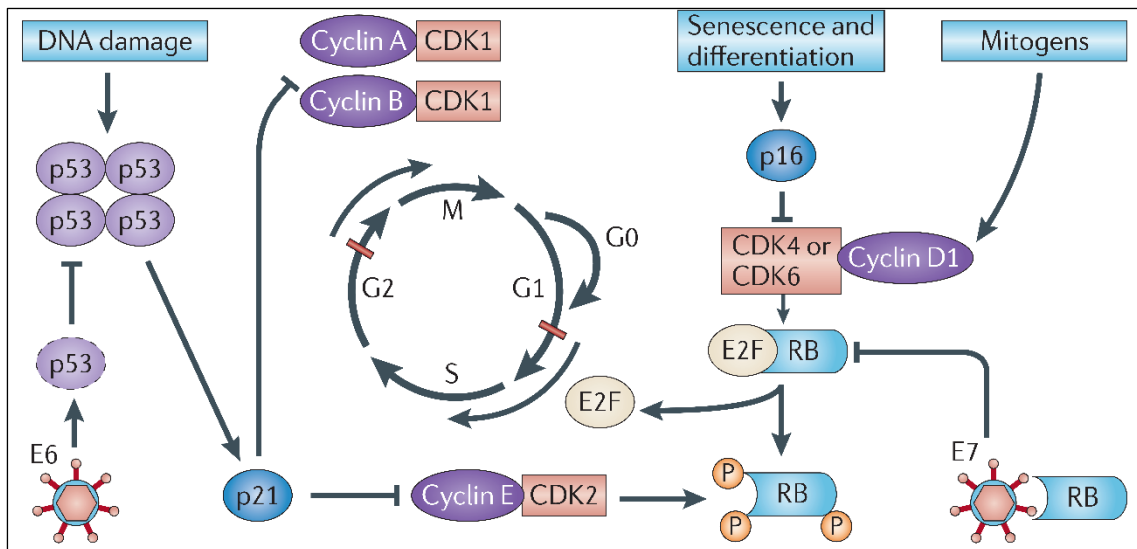 DNA damage
Cyclin A CDK1
Cyclin B CDK1
Senescence and
differentiation
Mitogens
p53 p53
p53 p53
p16
M
G0
G1
G2
S
CDK4 or
CDK6
Cyclin D1
p53
E2F RB
E2F
E6
p21
Cyclin E CDK2
P
RB
P P
E7
RB